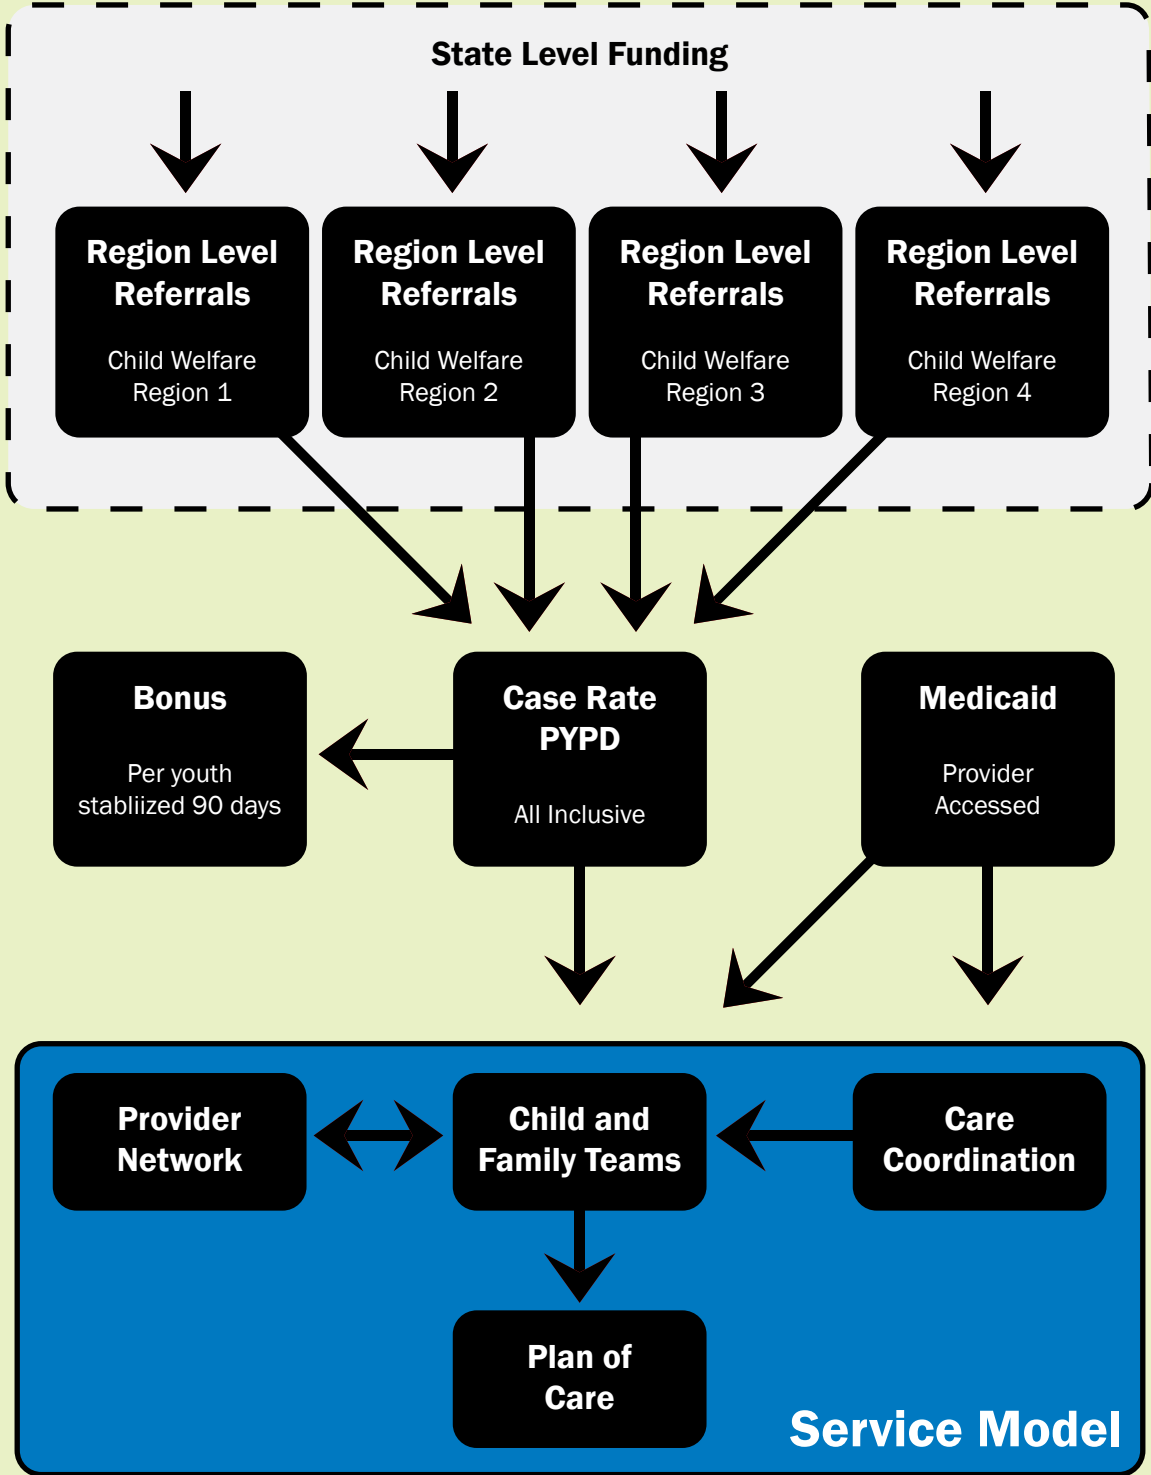 State Level Funding
Region Level
Referrals
Child Welfare
Region 1
Region Level
Referrals
Child Welfare
Region 2
Region Level
Referrals
Child Welfare
Region 3
Region Level
Referrals
Child Welfare
Region 4
Bonus
Per youth
stabliized 90 days
Case Rate
PYPD
All Inclusive
Medicaid
Provider
Accessed
Provider
Network
Child and
Family Teams
Care
Coordination
Plan of
Care
Service Model